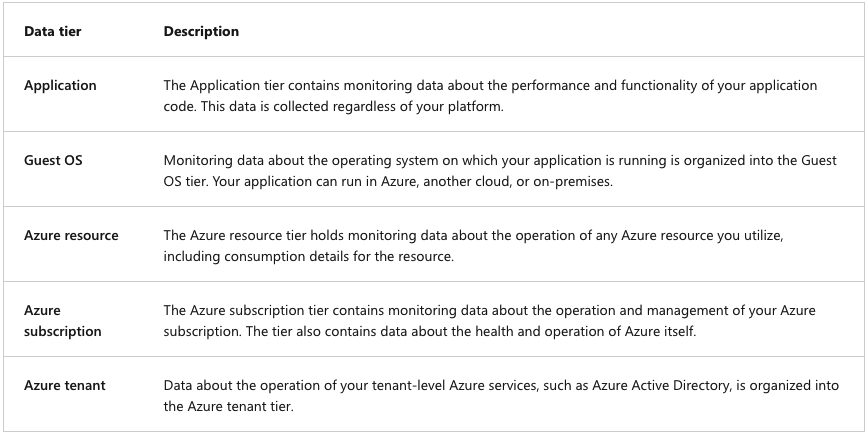 Data tier Description
Application The Application tier contains monitoring data about the performance and functionality of your application
code. This data is collected regardless of your platform.
Guest OS Monitoring data about the operating system on which your application is running is organized into the Guest
OS tier. Your application can run in Azure, another cloud, or on-premises.
Azure resource The Azure resource tier holds monitoring data about the operation of any Azure resource you utilize,
including consumption details for the resource.
Azure The Azure subscription tier contains monitoring data about the operation and management of your Azure
subscription subscription. The tier also contains data about the health and operation of Azure itself.
Azure tenant Data about the operation of your tenant-level Azure services, such as Azure Active Directory, is organized into
the Azure tenant tier.